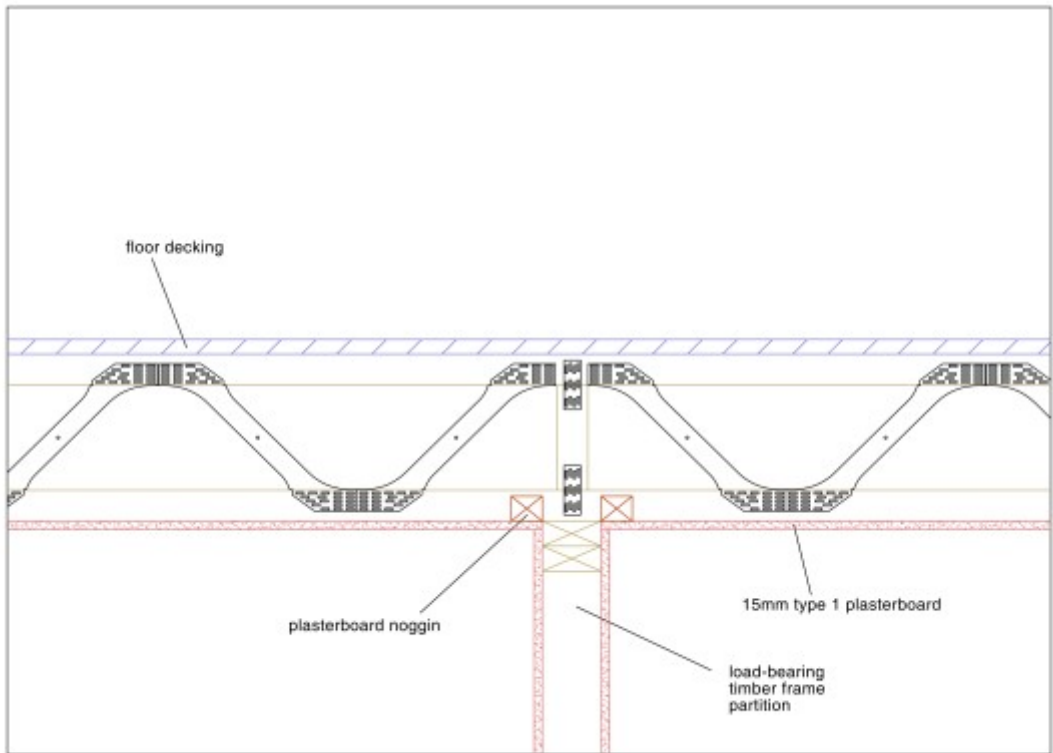 floor decking
15mm type 1 plasterboard
plasterboard noggin
load-bearing
timber frame
partition